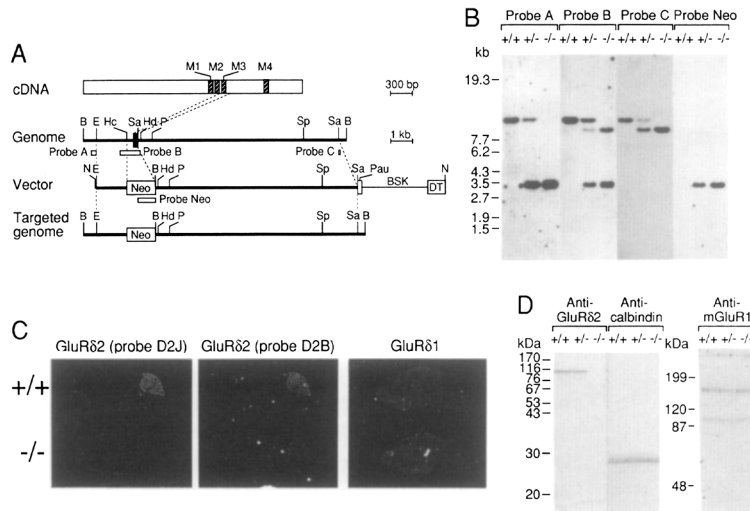 A
M1 M2 M3 M4
cDNA
300 bp
B E Hc Sa Hd P Sp Sa B
Genome
1 kb
Probe A
Probe B
Probe C
N E B Hd P Sp Sa Pau N
Vector
Neo
BSK
DT
Probe Neo
Targeted
genome
B E B Hd P Sp Sa B
Neo
B
Probe A Probe B Probe C Probe Neo
+/+ +/- -/- +/+ +/- -/- +/+ +/- -/- +/+ +/- -/-
kb
19.3
7.7
6.2
4.3
3.5
2.7
1.9
1.5
C
GluRδ2 (probe D2J) GluRδ2 (probe D2B) GluRδ1
+/+
-/-
D
Anti-
GluRδ2
Anti-
calbindin
Anti-
mGluR1
kDa
+/+ +/- -/- +/+ +/- -/-
170
116
76
67
53
43
30
20
kDa
+/+ +/- -/-
199
120
87
48